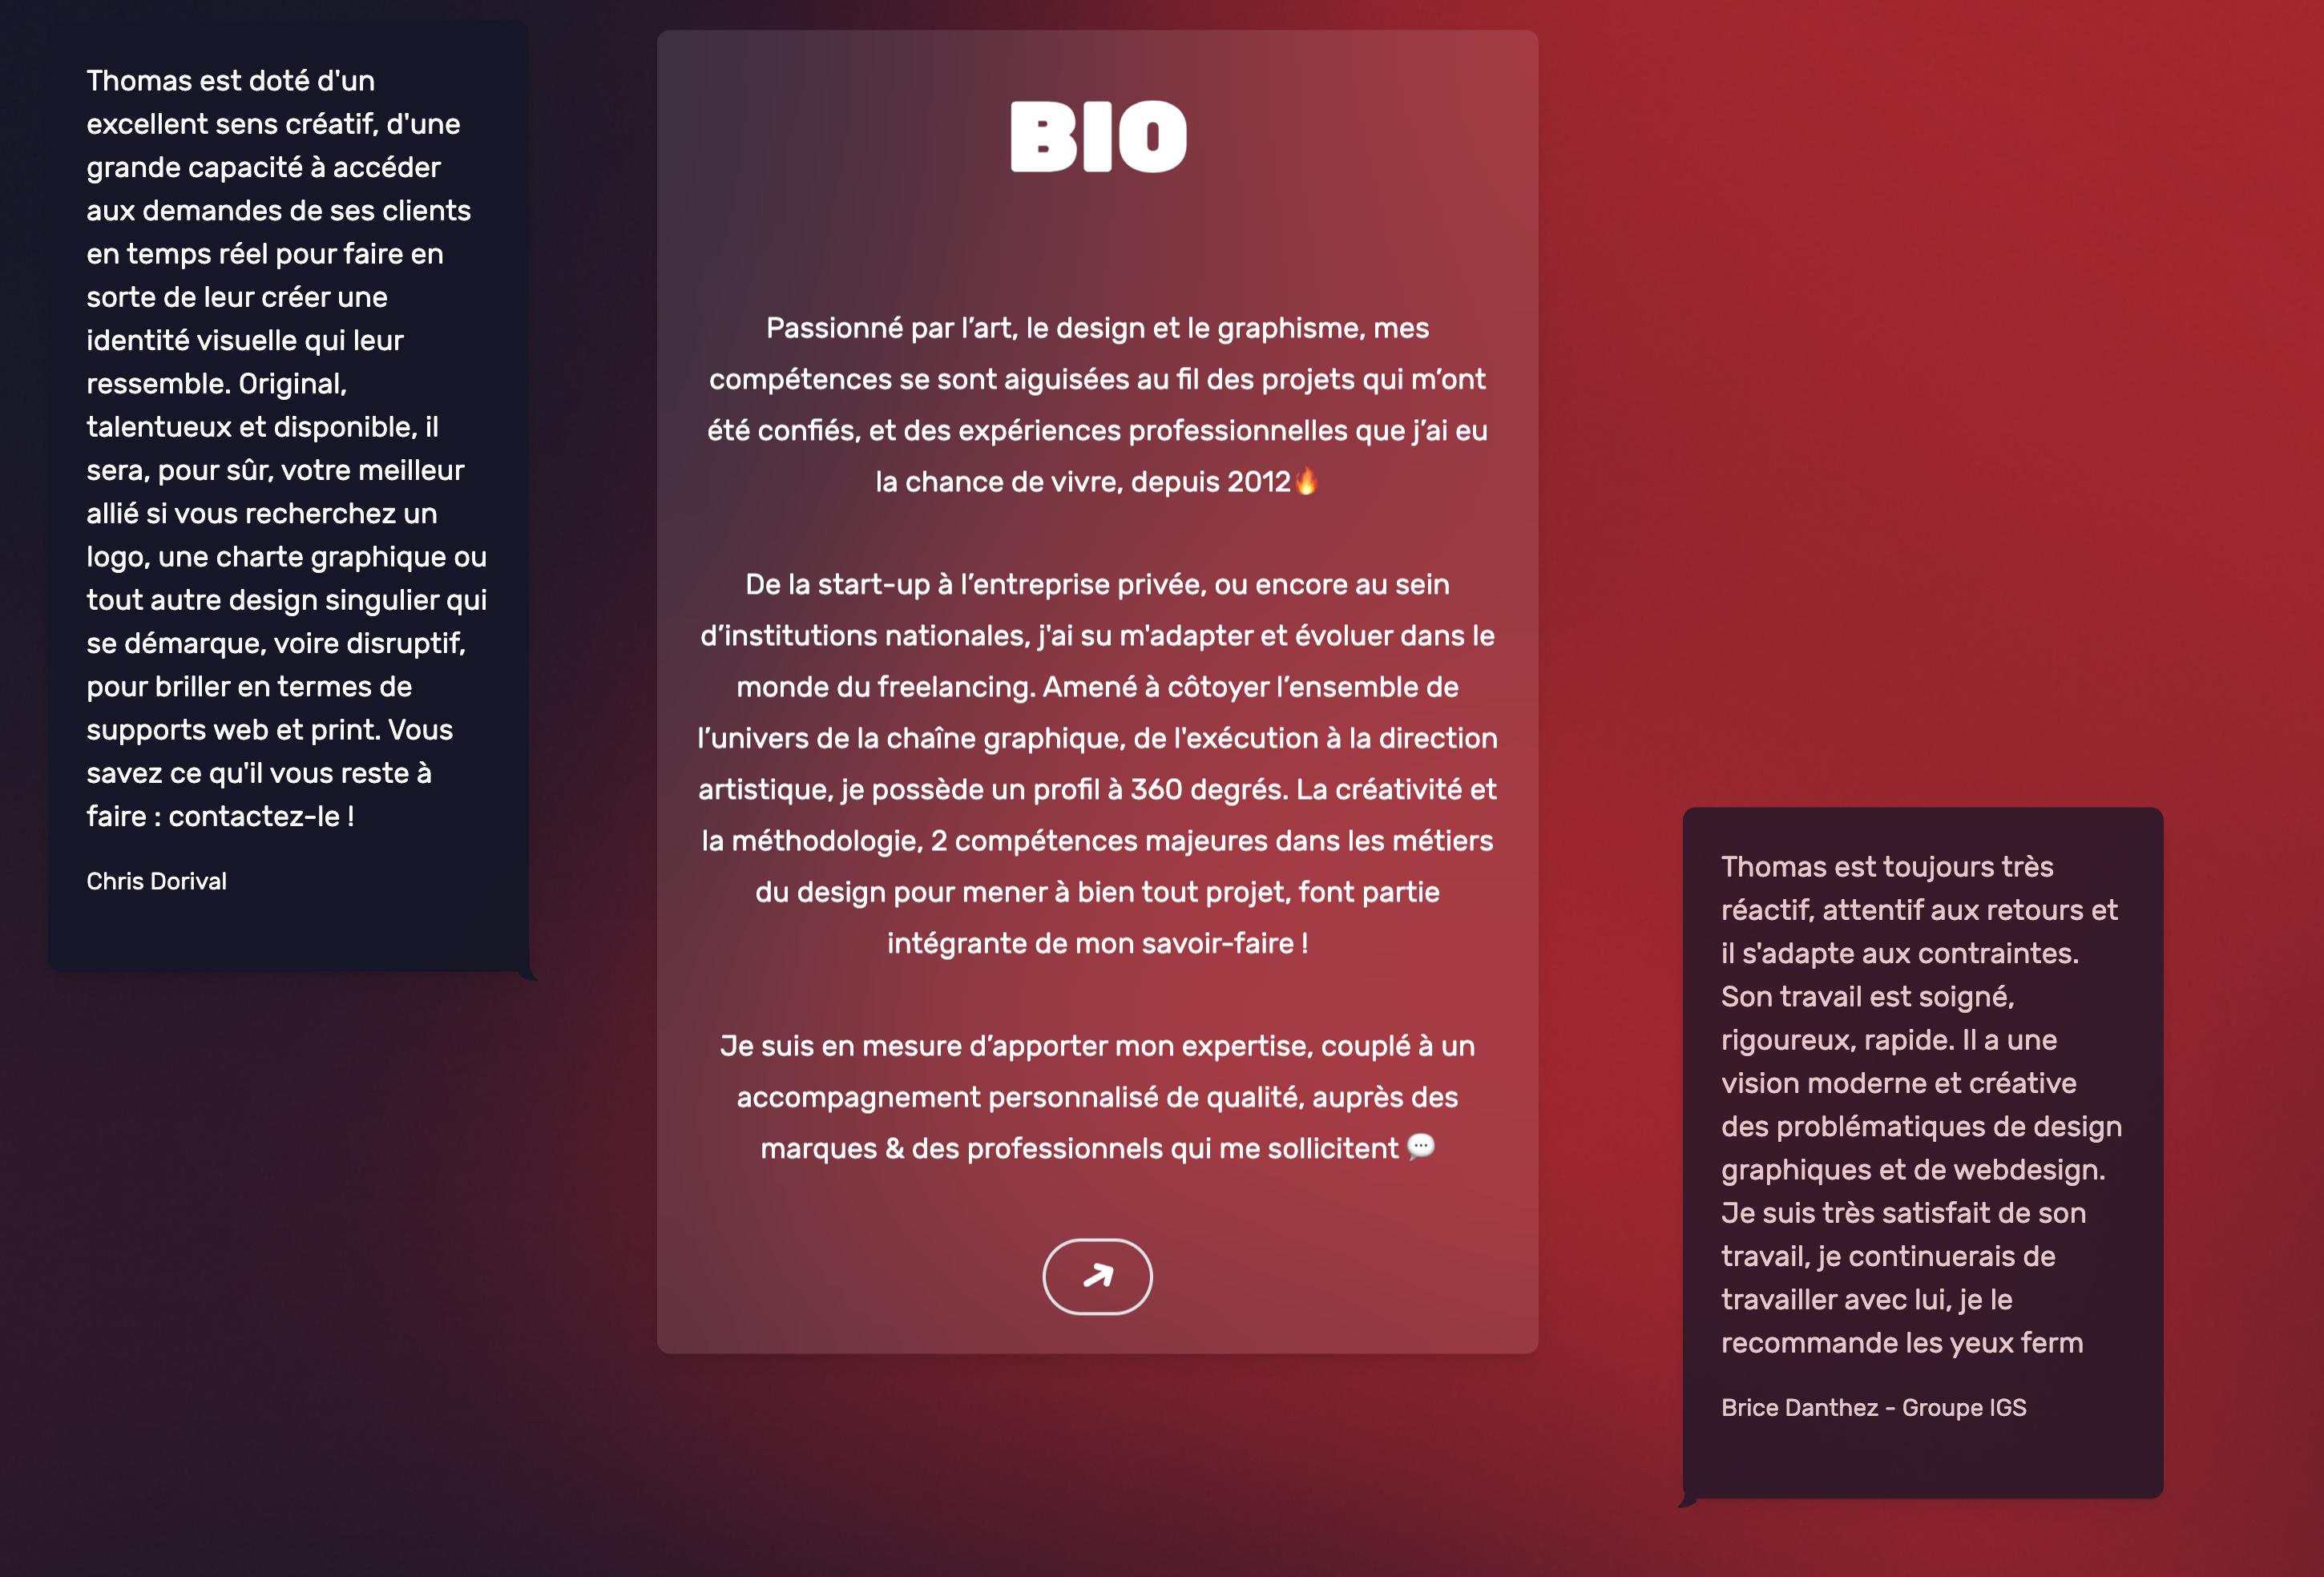 Thomas est doté d'un
excellent sens créatif, d'une
grande capacité à accéder
aux demandes de ses clients
en temps réel pour faire en
sorte de leur créer une
identité visuelle qui leur
ressemble. Original,
talentueux et disponible, il
sera, pour sûr, votre meilleur
allié si vous recherchez un
logo, une charte graphique ou
tout autre design singulier qui
se démarque, voire disruptif,
pour briller en termes de
supports web et print. Vous
savez ce qu'il vous reste à
faire : contactez-le !
Chris Dorival
BIO
Passionné par l’art, le design et le graphisme, mes
compétences se sont aiguisées au fil des projets qui m’ont
été confiés, et des expériences professionnelles que j’ai eu
la chance de vivre, depuis 2012🔥
De la start-up à l’entreprise privée, ou encore au sein
d’institutions nationales, j'ai su m'adapter et évoluer dans le
monde du freelancing. Amené à côtoyer l’ensemble de
l’univers de la chaîne graphique, de l'exécution à la direction
artistique, je possède un profil à 360 degrés. La créativité et
la méthodologie, 2 compétences majeures dans les métiers
du design pour mener à bien tout projet, font partie
intégrante de mon savoir-faire !
Je suis en mesure d’apporter mon expertise, couplé à un
accompagnement personnalisé de qualité, auprès des
marques & des professionnels qui me sollicitent 💬
Thomas est toujours très
réactif, attentif aux retours et
il s'adapte aux contraintes.
Son travail est soigné,
rigoureux, rapide. Il a une
vision moderne et créative
des problématiques de design
graphiques et de webdesign.
Je suis très satisfait de son
travail, je continuerais de
travailler avec lui, je le
recommande les yeux ferm
Brice Danthez - Groupe IGS